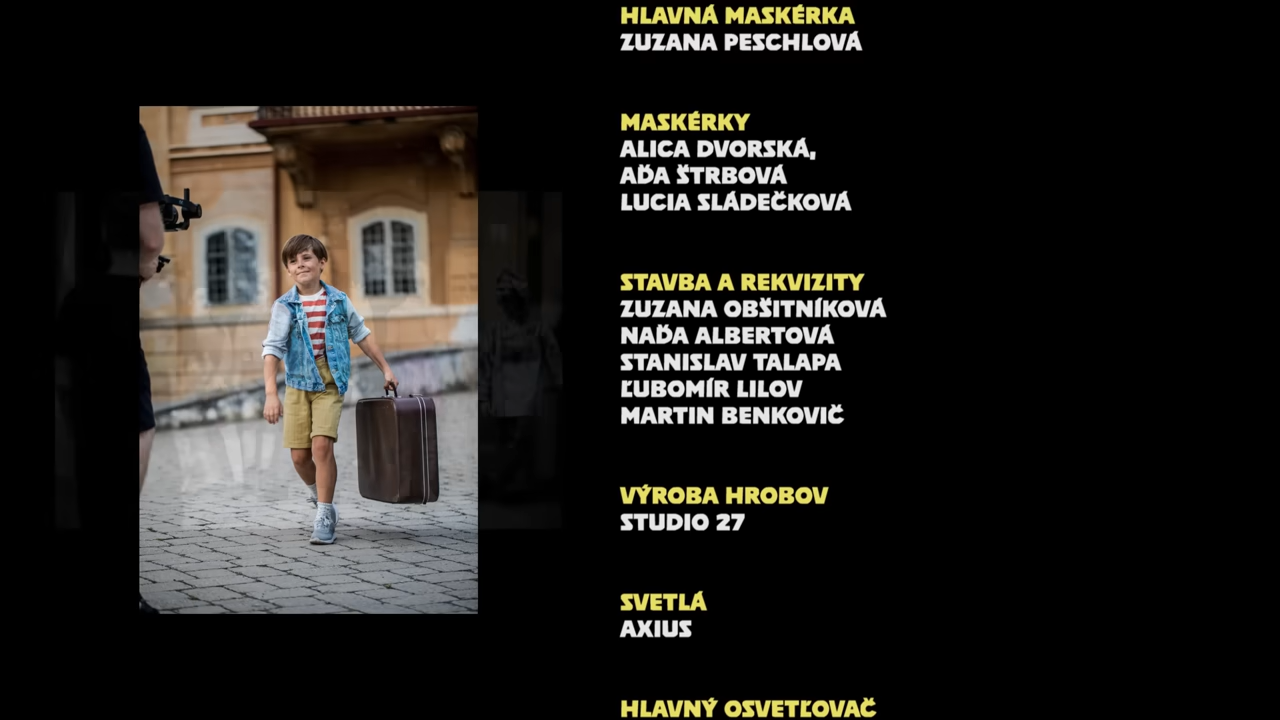 HLAVNÁ MASKÉRKA
ZUZANA PESCHLOVÁ
MASKÉRKY
ALICA DVORSKÁ,
AĎA ŠTRBOVÁ
LUCIA SLÁDEČKOVÁ
STAVBA A REKVIZITY
ZUZANA OBŠITNÍKOVÁ
NAĎA ALBERTOVÁ
STANISLAV TALAPA
ĽUBOMÍR LILOV
MARTIN BENKOVIČ
VÝROBA HROBOV
STUDIO 27
SVETLÁ
AXIUS
HLAVNÝ OSVETĽOVAČ